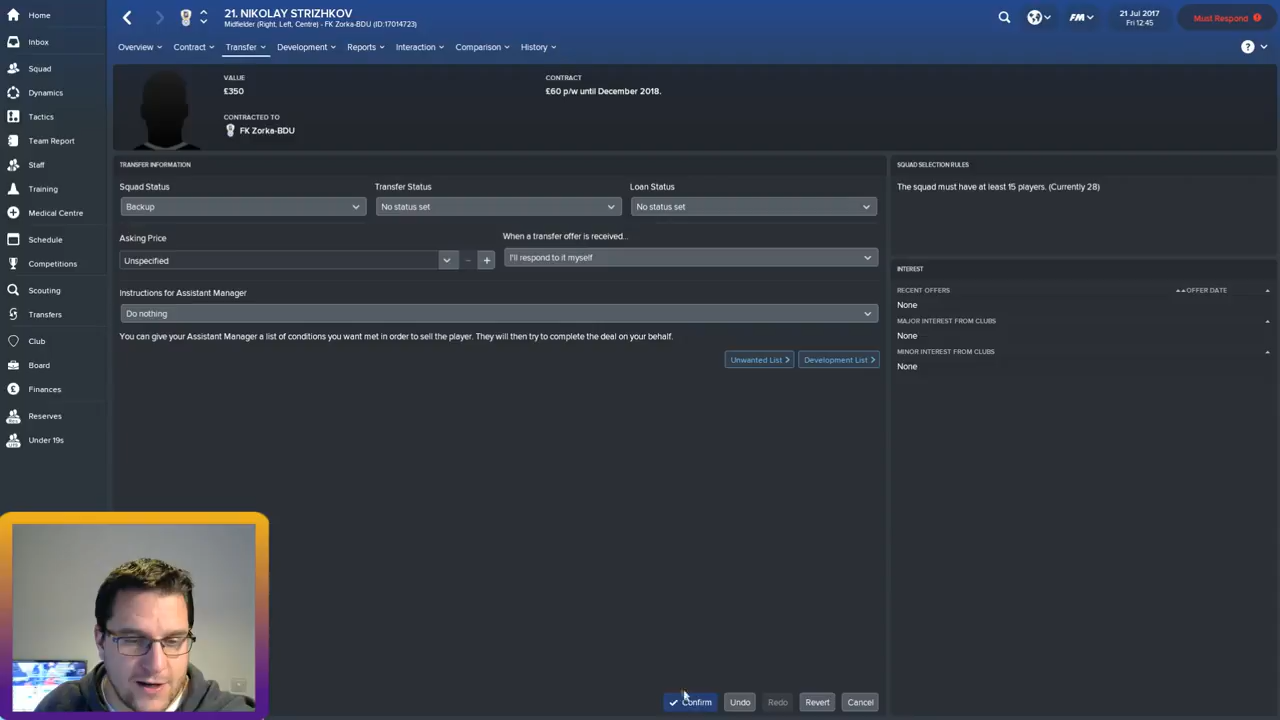 Home
Inbox
Squad
Dynamics
Tactics
Team Report
Staff
Training
Medical Centre
Schedule
Competitions
Scouting
Transfers
Club
Board
Finances
Reserves
Under 19s
21. NIKOLAY STRIZHKOV
Midfielder (Right, Left, Centre) - FK Zorka-BDU (ID:17014723)
FM
21 Jul 2017
Fri 12:45
Must Respond
Overview
Contract
Transfer
Development
Reports
Interaction
Comparison
History
?
VALUE
£350
CONTRACT
£60 p/w until December 2018.
CONTRACTED TO
FK Zorka-BDU
TRANSFER INFORMATION
Squad Status
Transfer Status
Loan Status
Backup
No status set
No status set
Asking Price
When a transfer offer is received...
Unspecified
I'll respond to it myself
Instructions for Assistant Manager
Do nothing
You can give your Assistant Manager a list of conditions you want met in order to sell the player. They will then try to complete the deal on your behalf.
Unwanted List >
Development List >
SQUAD SELECTION RULES
The squad must have at least 15 players. (Currently 28)
INTEREST
RECENT OFFERS
OFFER DATE
None
MAJOR INTEREST FROM CLUBS
None
MINOR INTEREST FROM CLUBS
None
Confirm
Undo
Redo
Revert
Cancel